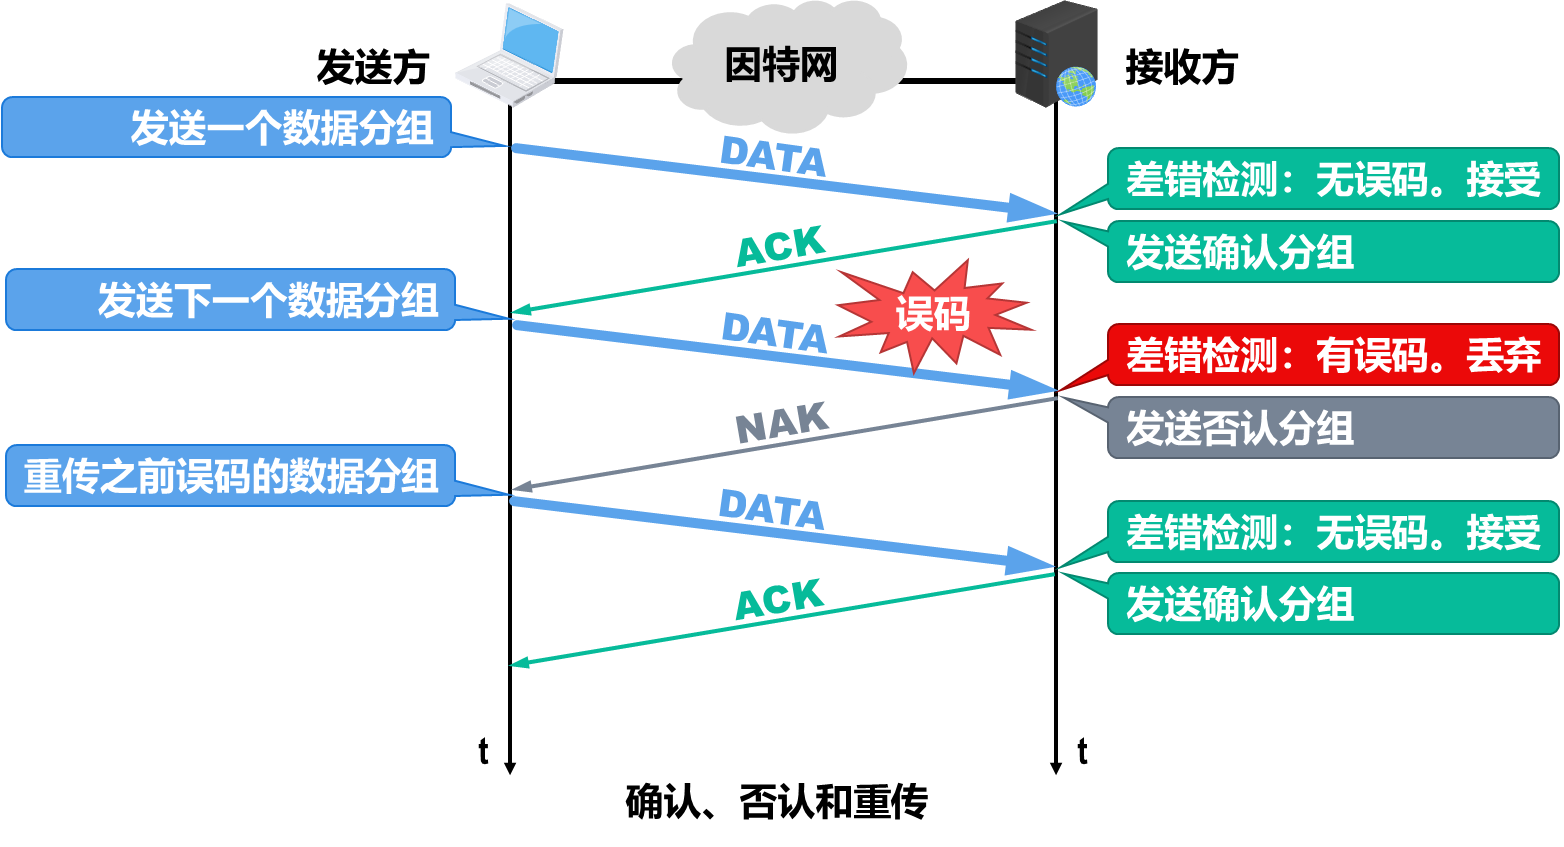 发送方
因特网
接收方
发送一个数据分组
DATA
差错检测：无误码。接受
ACK
发送确认分组
发送下一个数据分组
误码
DATA
差错检测：有误码。丢弃
NAK
发送否认分组
重传之前误码的数据分组
DATA
差错检测：无误码。接受
ACK
发送确认分组
t
t
确认、否认和重传